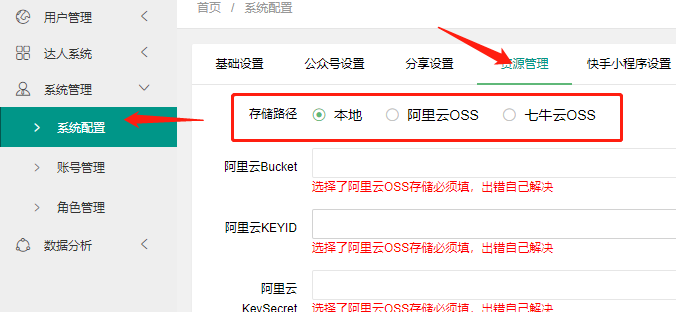 首页 / 系统配置
用户管理
达人系统
系统管理
系统配置
账号管理
角色管理
数据分析
基础设置 公众号设置 分享设置 资源管理 快手小程序设置
存储路径 本地 阿里云OSS 七牛云OSS
阿里云Bucket
选择了阿里云OSS存储必须填，出错自己解决
阿里云KEYID
选择了阿里云OSS存储必须填，出错自己解决
阿里云
KeySecret
选择了阿里云OSS存储必须填，出错自己解决